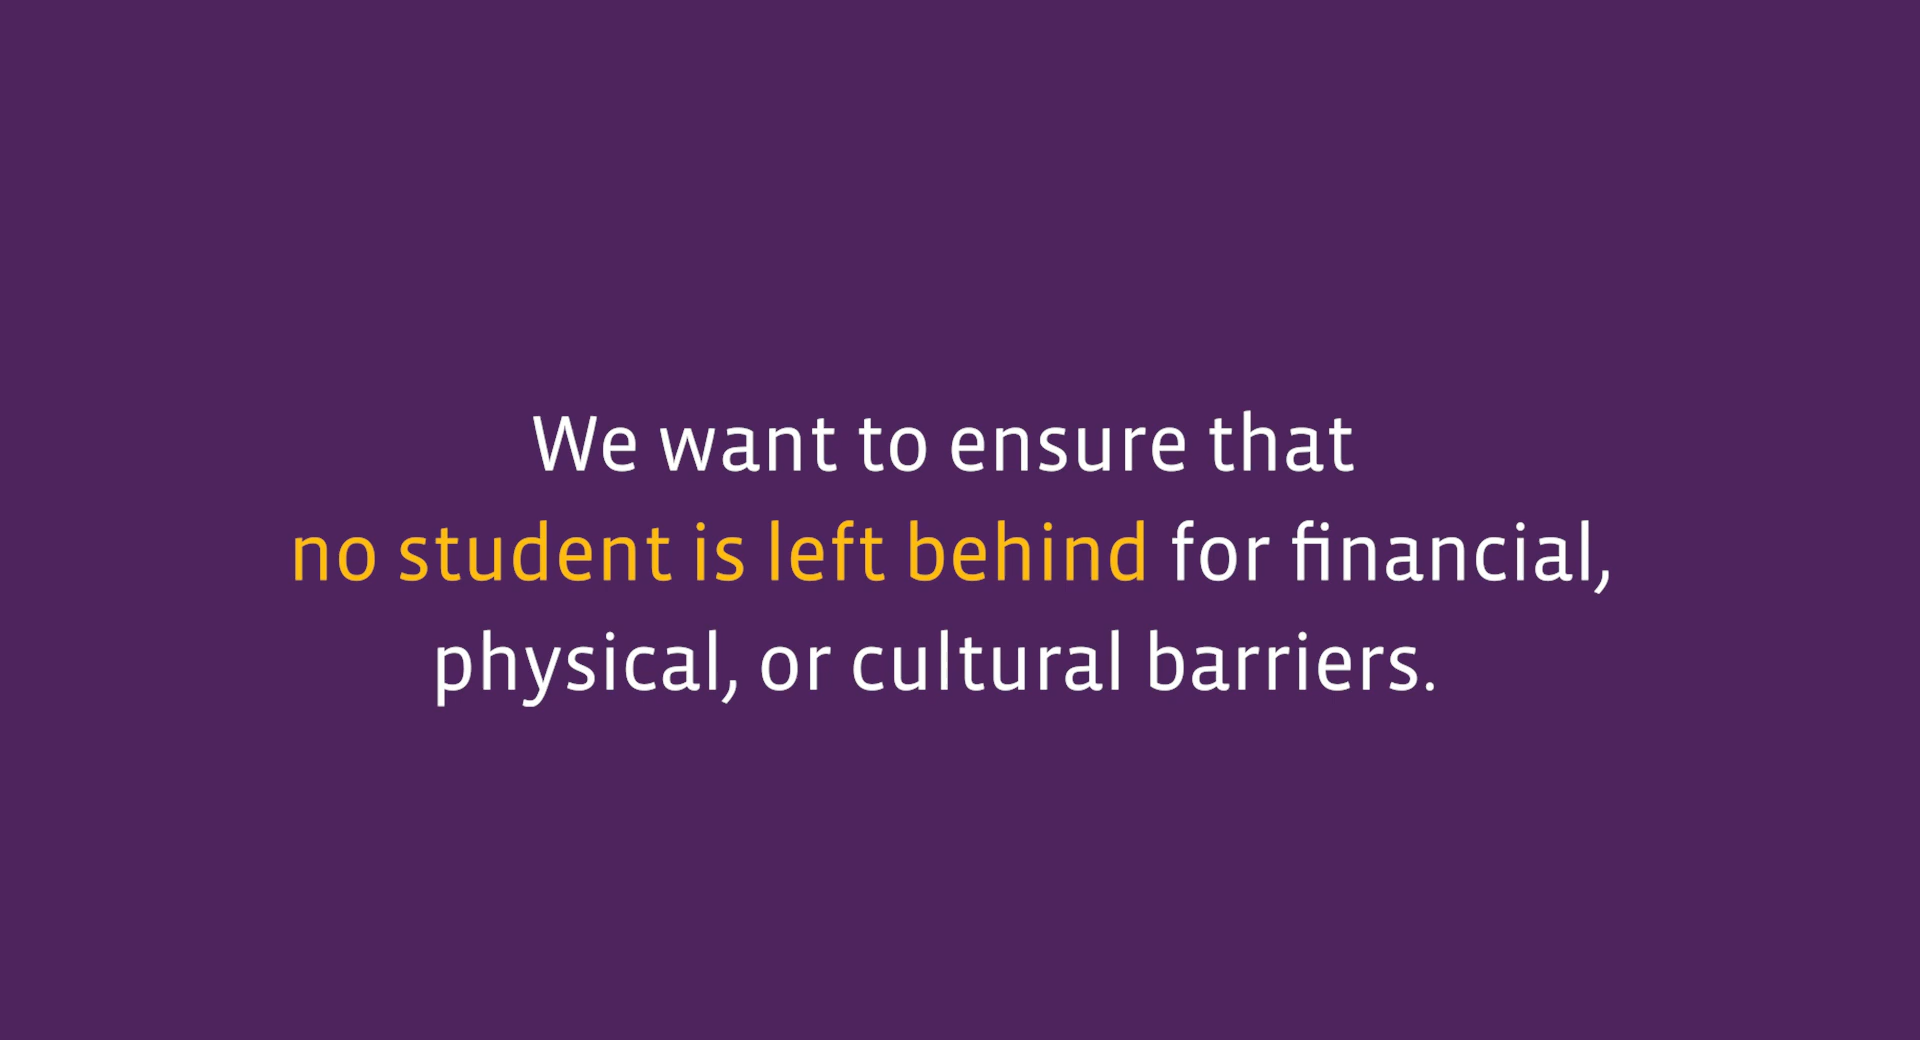 We want to ensure that
no student is left behind for financial,
physical, or cultural barriers.